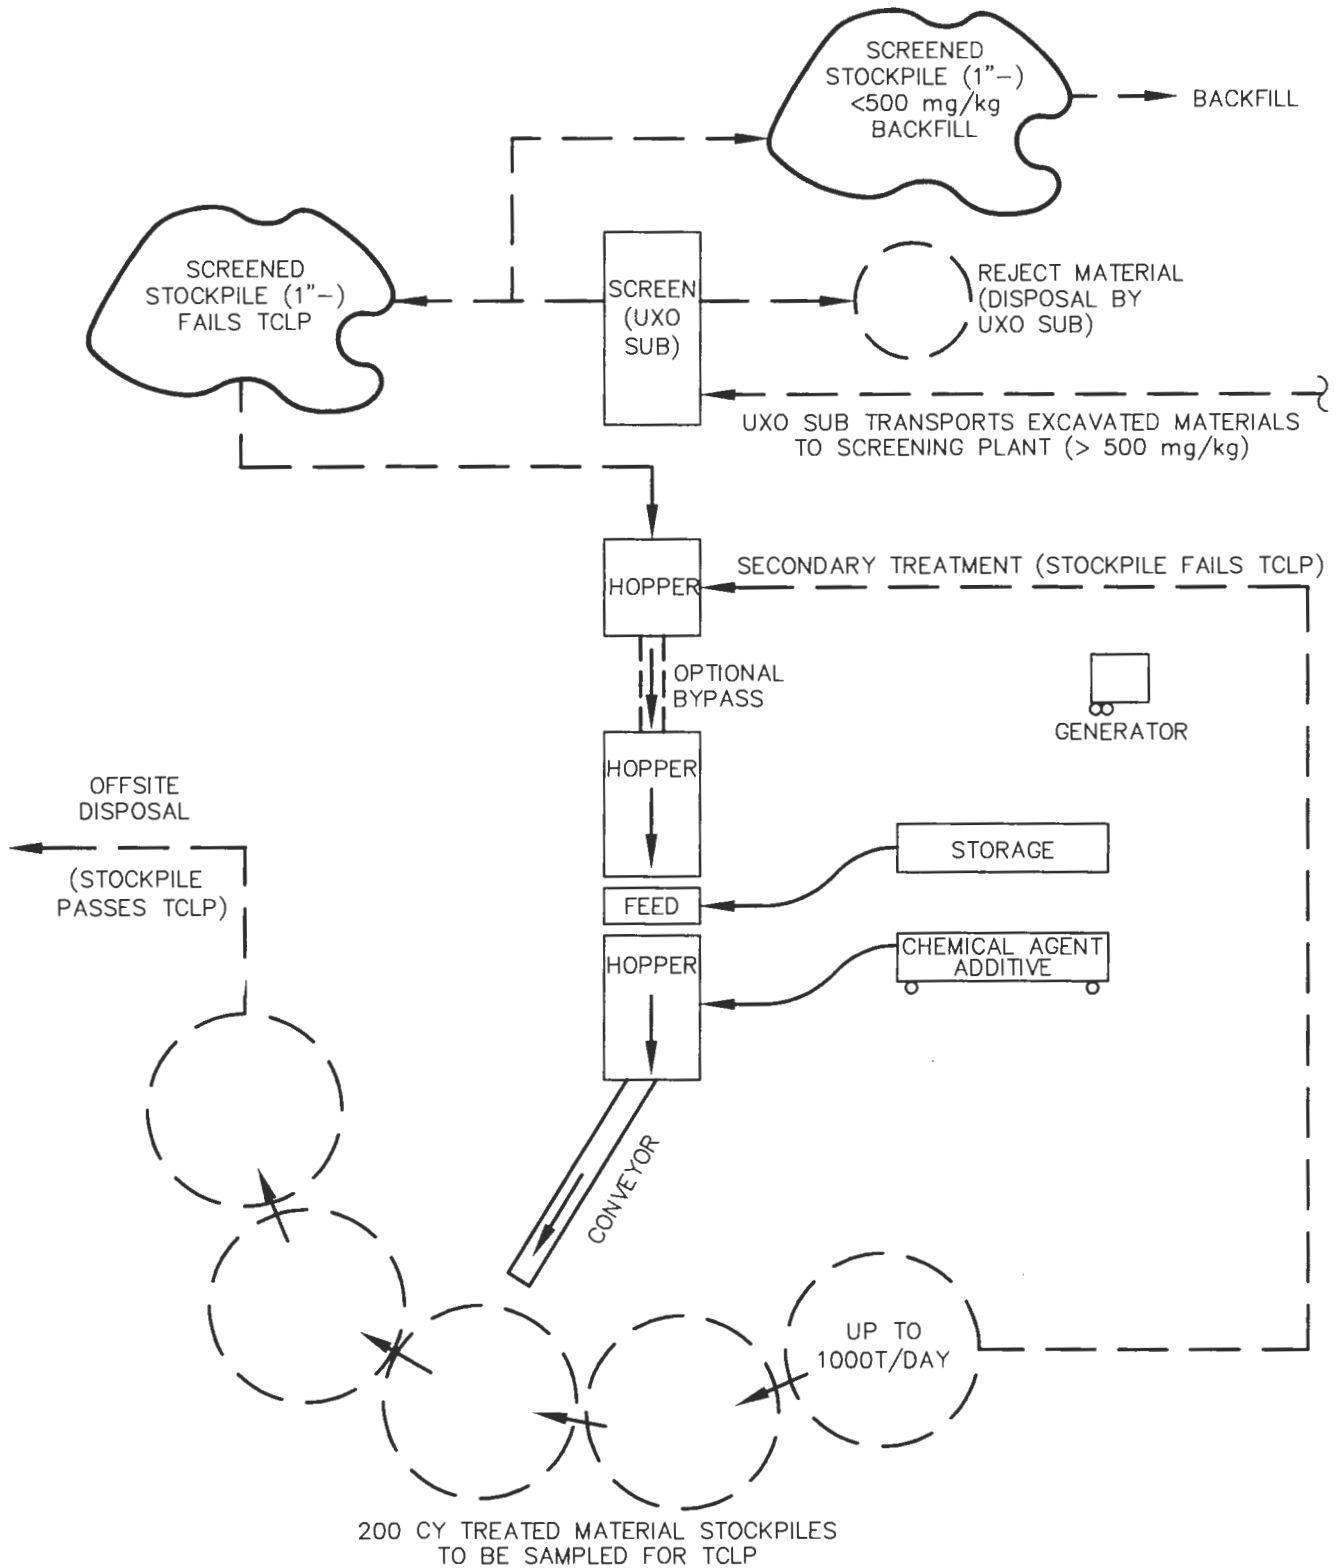 SCREENED
STOCKPILE (1"-)
<500 mg/kg
BACKFILL
BACKFILL
SCREENED
STOCKPILE (1"-)
FAILS TCLP
SCREEN
(UXO
SUB)
REJECT MATERIAL
(DISPOSAL BY
UXO SUB)
UXO SUB TRANSPORTS EXCAVATED MATERIALS
TO SCREENING PLANT (> 500 mg/kg)
HOPPER
SECONDARY TREATMENT (STOCKPILE FAILS TCLP)
OPTIONAL
BYPASS
GENERATOR
HOPPER
OFFSITE
DISPOSAL
(STOCKPILE
PASSES TCLP)
STORAGE
FEED
HOPPER
CHEMICAL AGENT
ADDITIVE
CONVEYOR
UP TO
1000T/DAY
200 CY TREATED MATERIAL STOCKPILES
TO BE SAMPLED FOR TCLP